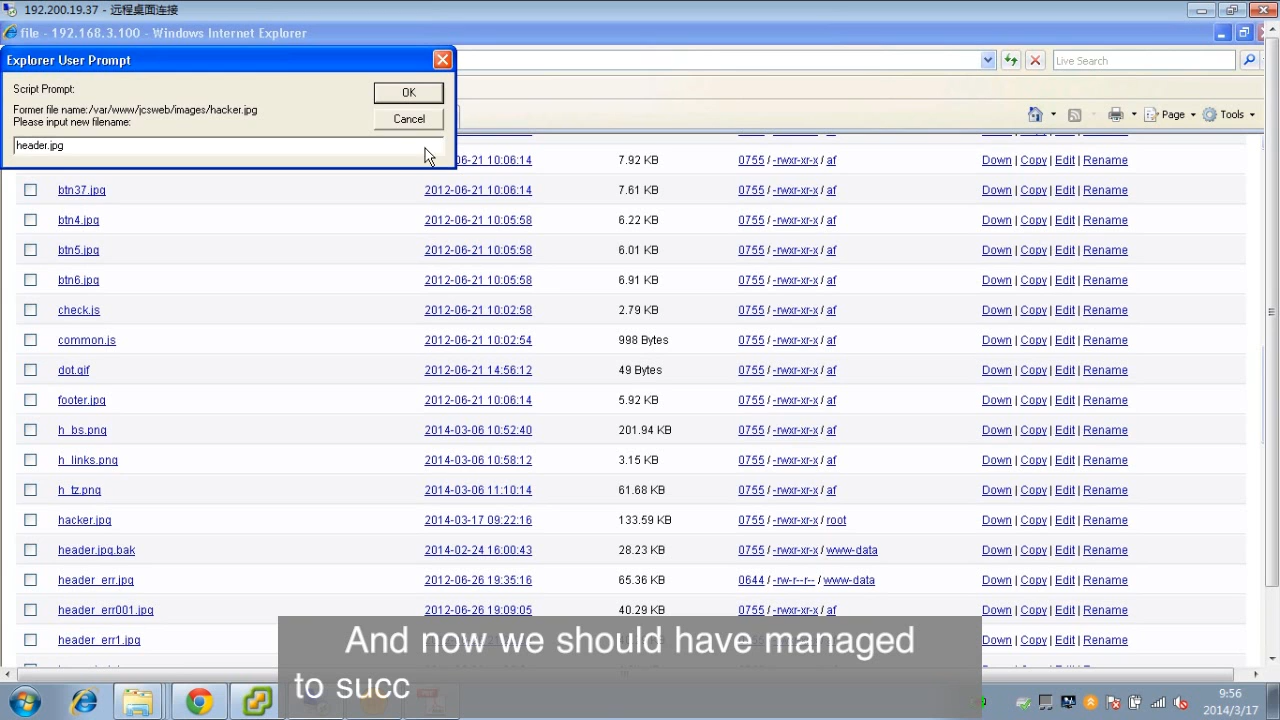 192.200.19.37 - 远程桌面连接
file - 192.168.3.100 - Windows Internet Explorer
Explorer User Prompt
Script Prompt:
OK
Former file name:/var/www/jcsweb/images/hacker.jpg
Please input new filename:
Cancel
header.jpg
Live Search
Page
Tools
2012-06-21 10:06:14 7.92 KB 0755 / -rwxr-xr-x / af Down | Copy | Edit | Rename
btn37.jpg 2012-06-21 10:06:14 7.61 KB 0755 / -rwxr-xr-x / af Down | Copy | Edit | Rename
btn4.jpg 2012-06-21 10:05:58 6.22 KB 0755 / -rwxr-xr-x / af Down | Copy | Edit | Rename
btn5.jpg 2012-06-21 10:05:58 6.01 KB 0755 / -rwxr-xr-x / af Down | Copy | Edit | Rename
btn6.jpg 2012-06-21 10:05:58 6.91 KB 0755 / -rwxr-xr-x / af Down | Copy | Edit | Rename
check.js 2012-06-21 10:02:58 2.79 KB 0755 / -rwxr-xr-x / af Down | Copy | Edit | Rename
common.js 2012-06-21 10:02:54 998 Bytes 0755 / -rwxr-xr-x / af Down | Copy | Edit | Rename
dot.gif 2012-06-21 14:56:12 49 Bytes 0755 / -rwxr-xr-x / af Down | Copy | Edit | Rename
footer.jpg 2012-06-21 10:06:14 5.92 KB 0755 / -rwxr-xr-x / af Down | Copy | Edit | Rename
h_bs.png 2014-03-06 10:52:40 201.94 KB 0755 / -rwxr-xr-x / af Down | Copy | Edit | Rename
h_links.png 2014-03-06 10:58:12 3.15 KB 0755 / -rwxr-xr-x / af Down | Copy | Edit | Rename
h_tz.png 2014-03-06 11:10:14 61.68 KB 0755 / -rwxr-xr-x / af Down | Copy | Edit | Rename
hacker.jpg 2014-03-17 09:22:16 133.59 KB 0755 / -rwxr-xr-x / root Down | Copy | Edit | Rename
header.jpg.bak 2014-02-24 16:00:43 28.23 KB 0755 / -rwxr-xr-x / www-data Down | Copy | Edit | Rename
header_err.jpg 2012-06-26 19:35:16 65.36 KB 0644 / -rw-r--r-- / www-data Down | Copy | Edit | Rename
header_err001.jpg 2012-06-26 19:09:05 40.29 KB 0755 / -rwxr-xr-x / af Down | Copy | Edit | Rename
header_err1.jpg Down | Copy | Edit | Rename
And now we should have managed
to succ
9:56
2014/3/17